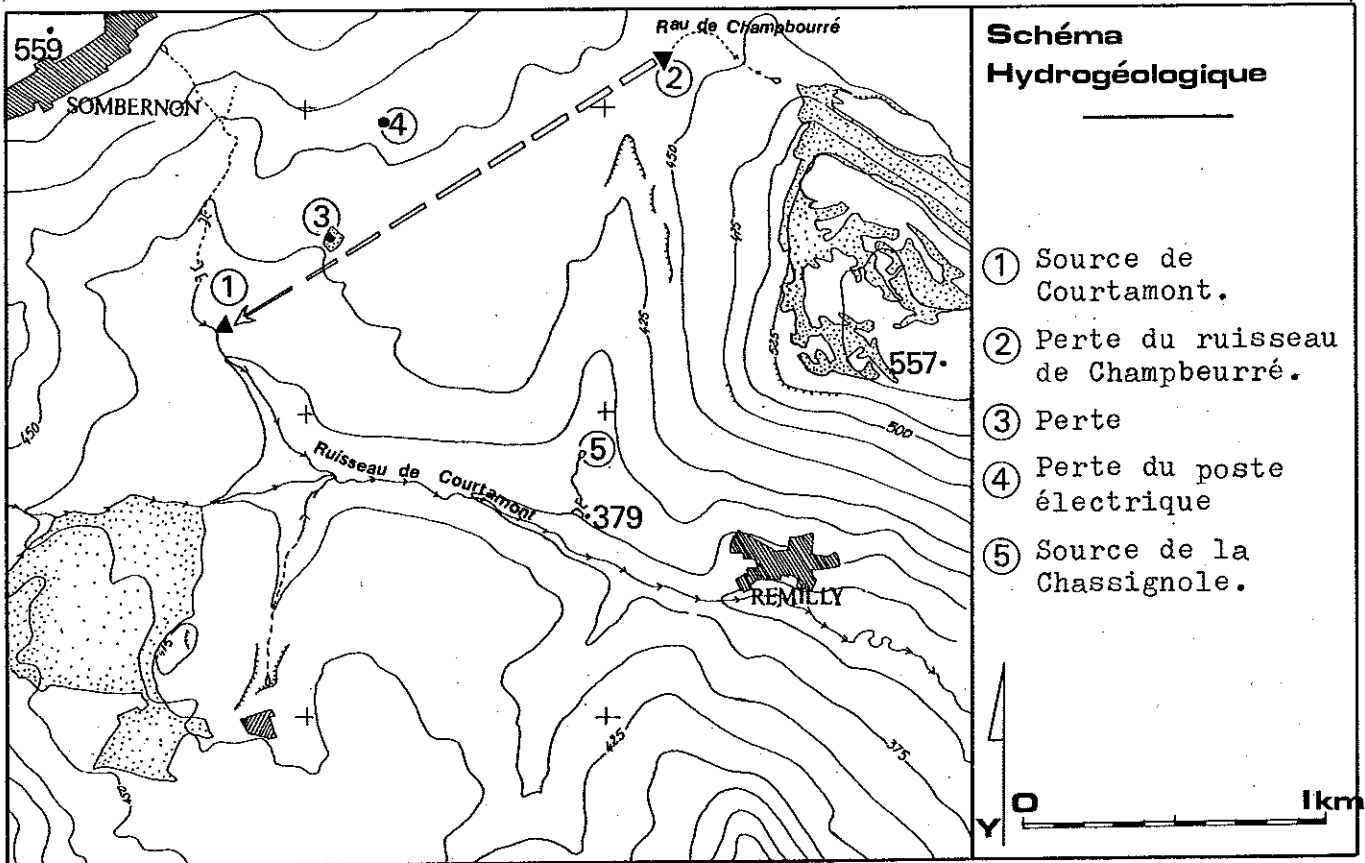 559
SOMBERNON
Rau de Champbourré
2
4
3
1
450
475
425
525
557
500
450
5
Ruisseau de Courtamont
379
REMILLY
415
425
375
Schéma
Hydrogéologique
1 Source de
Courtamont.
2 Perte du ruisseau
de Champbeurré.
3 Perte
4 Perte du poste
électrique
5 Source de la
Chassignole.
Y
0 1km